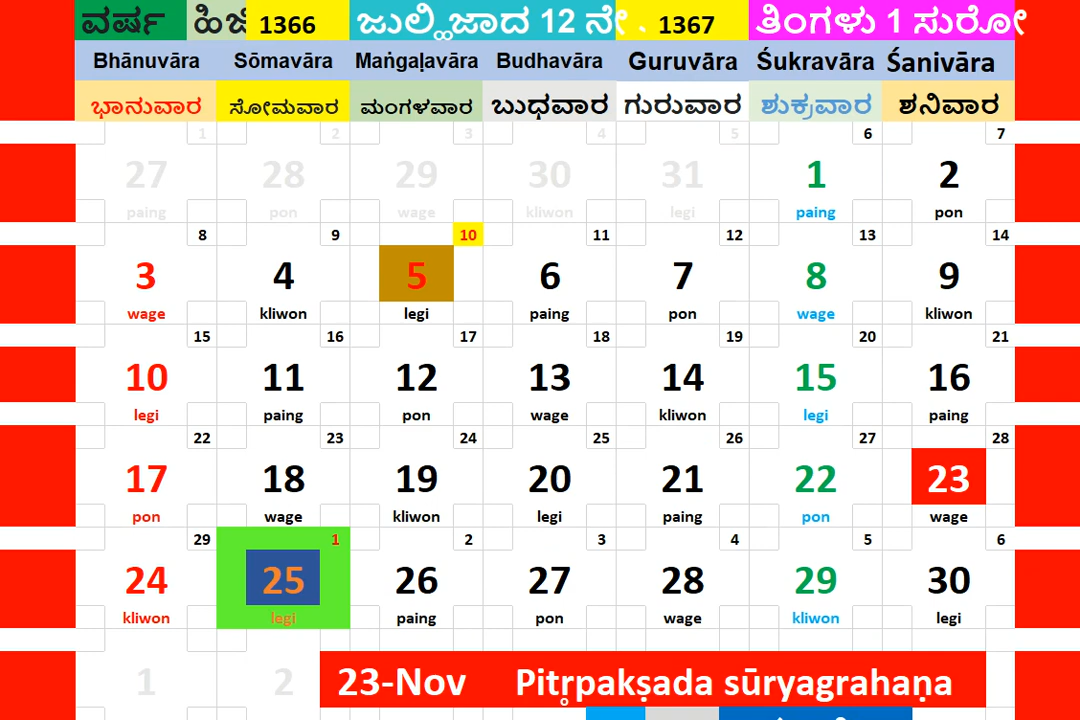 ವರ್ಷ 1366 12 ನೇ 1367 ತಿಂಗಳು 1 ಸುರೋ
Bhānuvāra Sōmavāra Maṅgaḷavāra Budhavāra Guruvāra Śukravāra Śanivāra
ಭಾನುವಾರ ಸೋಮವಾರ ಮಂಗಳವಾರ ಬುಧವಾರ ಗುರುವಾರ ಶುಕ್ರವಾರ ಶನಿವಾರ
1 2 3 4 5 6 7
27 28 29 30 31 1 2
paing pon wage kliwon legi paing pon
8 9 10 11 12 13 14
3 4 5 6 7 8 9
wage kliwon legi paing pon wage kliwon
15 16 17 18 19 20 21
10 11 12 13 14 15 16
legi paing pon wage kliwon legi paing
22 23 24 25 26 27 28
17 18 19 20 21 22 23
pon wage kliwon legi paing pon wage
29 1 2 3 4 5 6
24 25 26 27 28 29 30
kliwon legi paing pon wage kliwon legi
1 2 23-Nov Pitr̥pakṣada sūryagrahaṇa